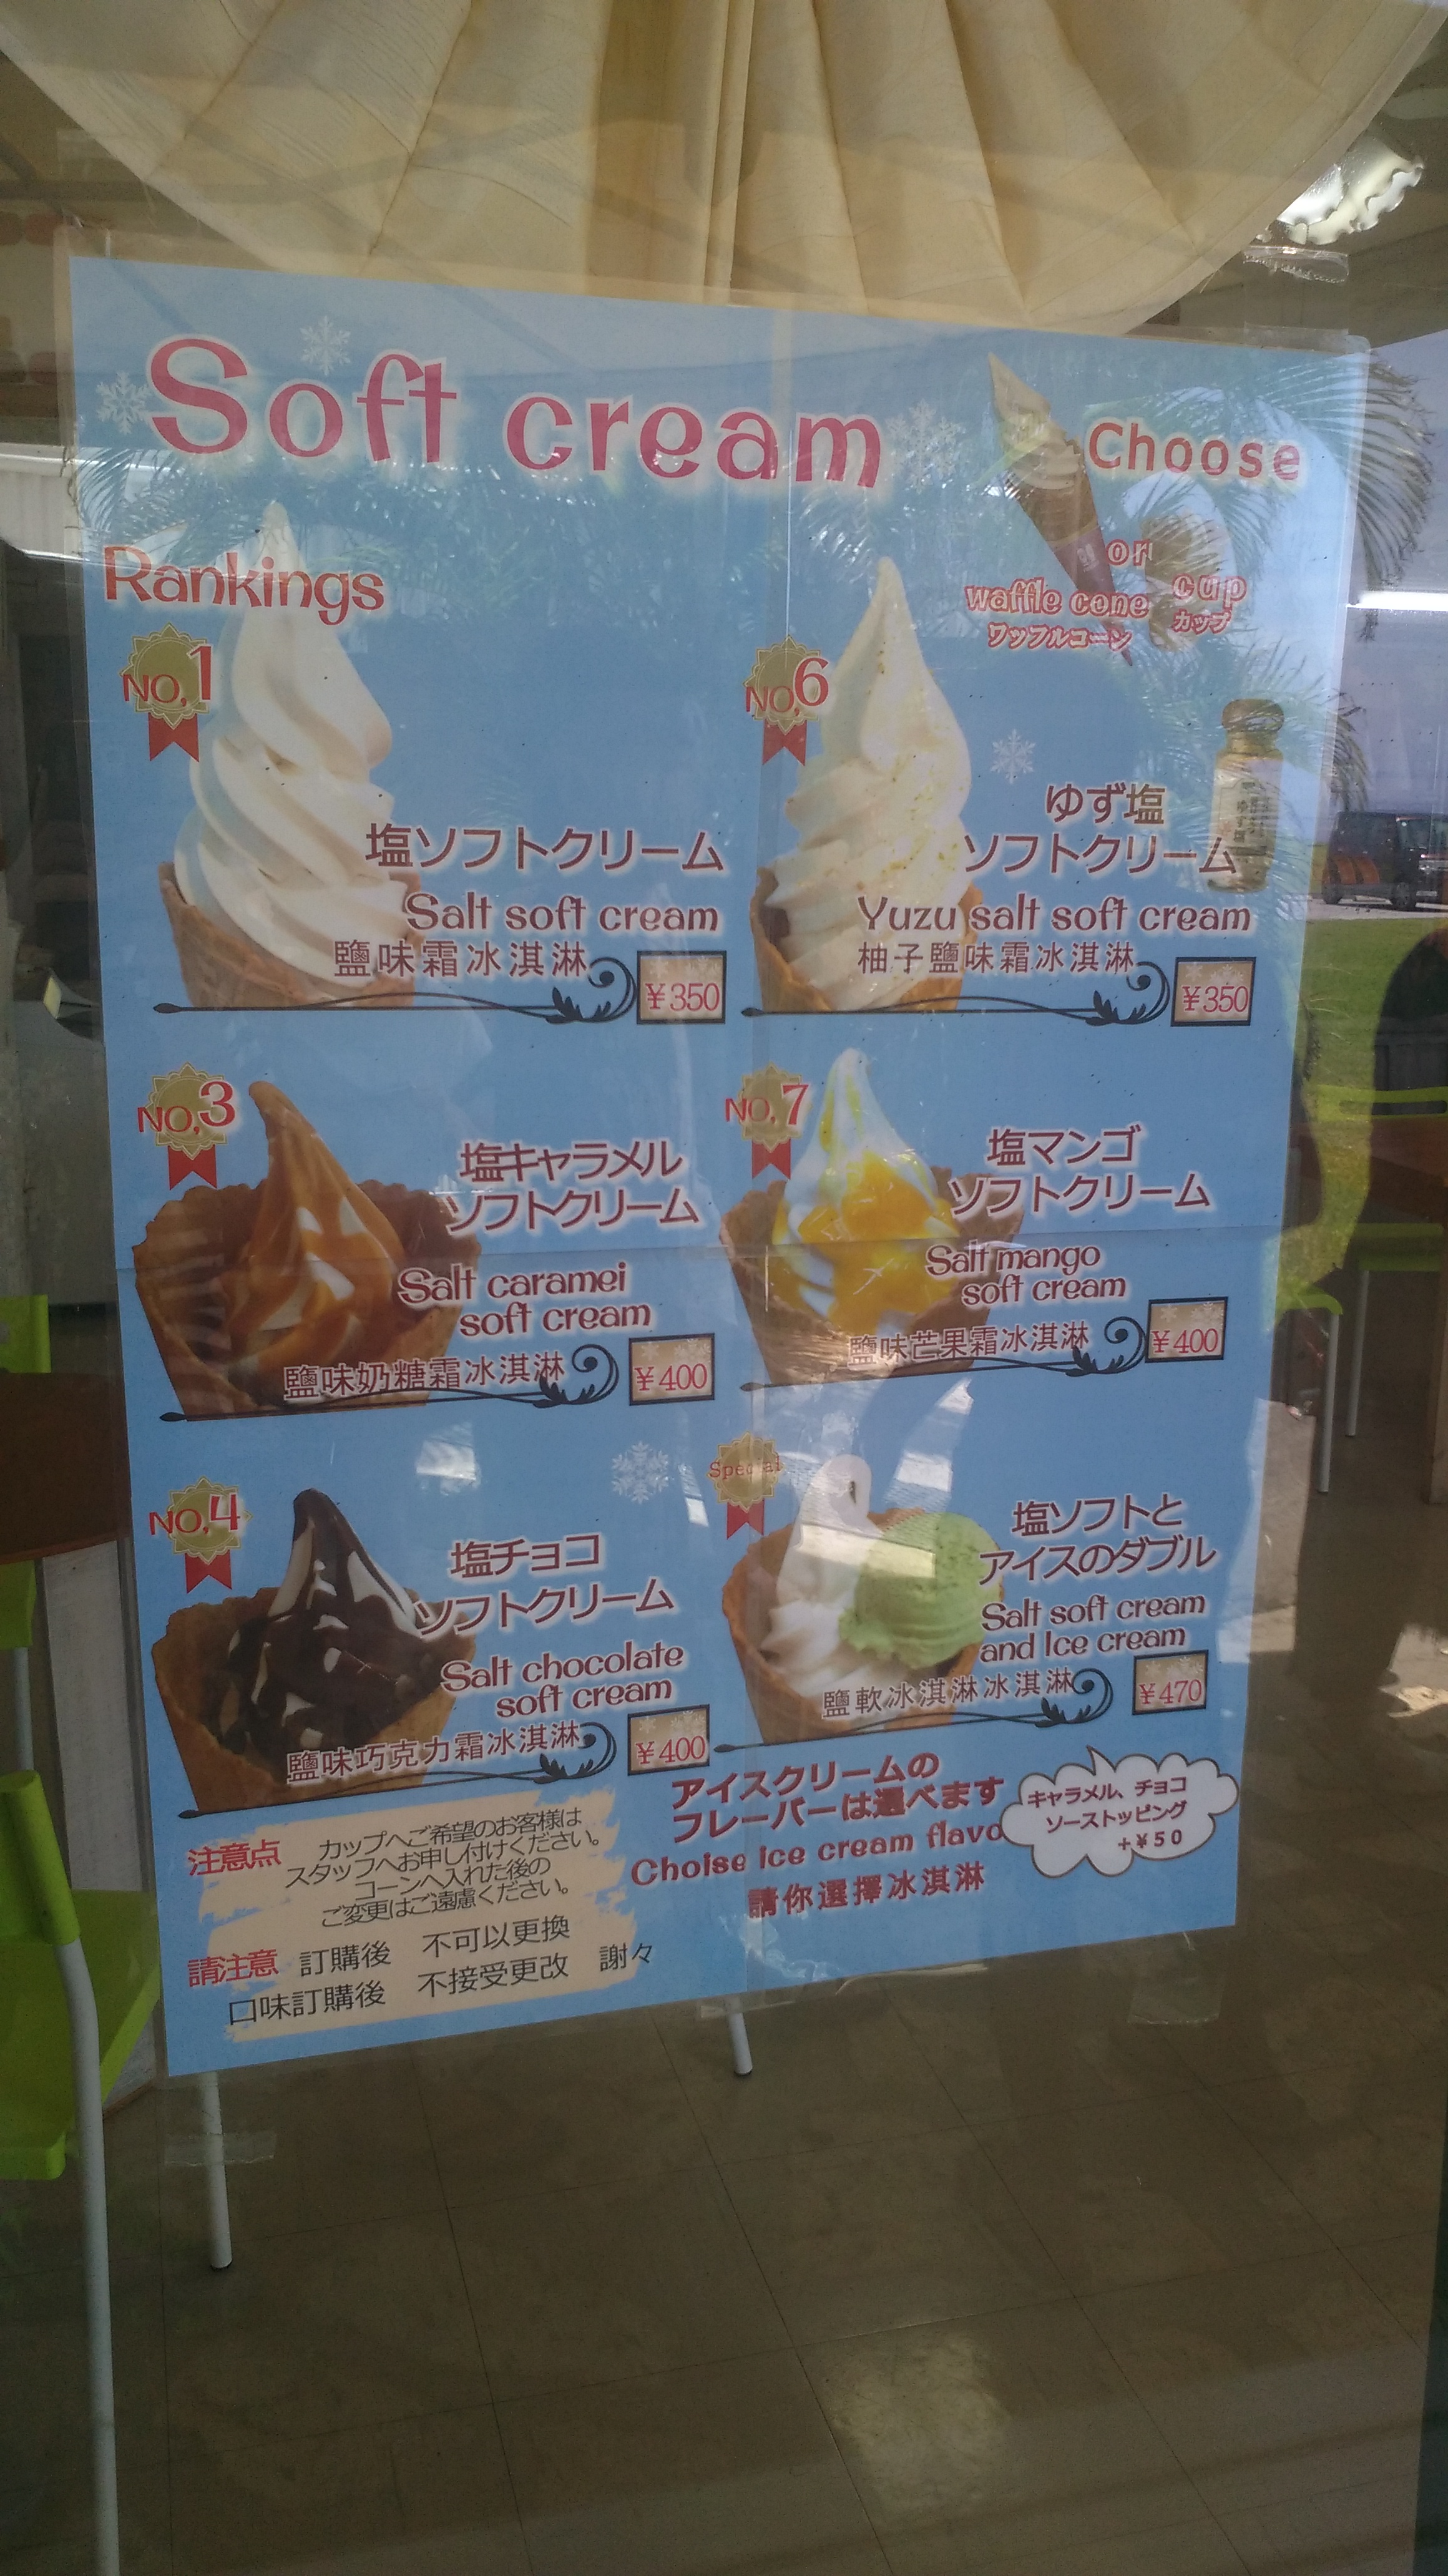 Soft cream
Choose
or
waffle cone
ワッフルコーン
cup
カップ
Rankings
NO,1
塩ソフトクリーム
Salt soft cream
鹽味霜冰淇淋
¥350
NO,6
ゆず塩
ソフトクリーム
Yuzu salt soft cream
柚子鹽味霜冰淇淋
¥350
NO,3
塩キャラメル
ソフトクリーム
Salt caramei
soft cream
鹽味奶糖霜冰淇淋
¥400
NO,7
塩マンゴ
ソフトクリーム
Salt mango
soft cream
鹽味芒果霜冰淇淋
¥400
NO,4
塩チョコ
ソフトクリーム
Salt chocolate
soft cream
鹽味巧克力霜冰淇淋
¥400
Special
塩ソフトと
アイスのダブル
Salt soft cream
and Ice cream
鹽軟冰淇淋冰淇淋
¥470
アイスクリームの
フレーバーは選べます
Choise ice cream flavo
請你選擇冰淇淋
キャラメル、チョコ
ソーストッピング
+¥50
注意点 カップへご希望のお客様は
スタッフへお申し付けください。
コーンへ入れた後の
ご変更はご遠慮ください。
請注意 訂購後 不可以更換
口味訂購後 不接受更改 謝々